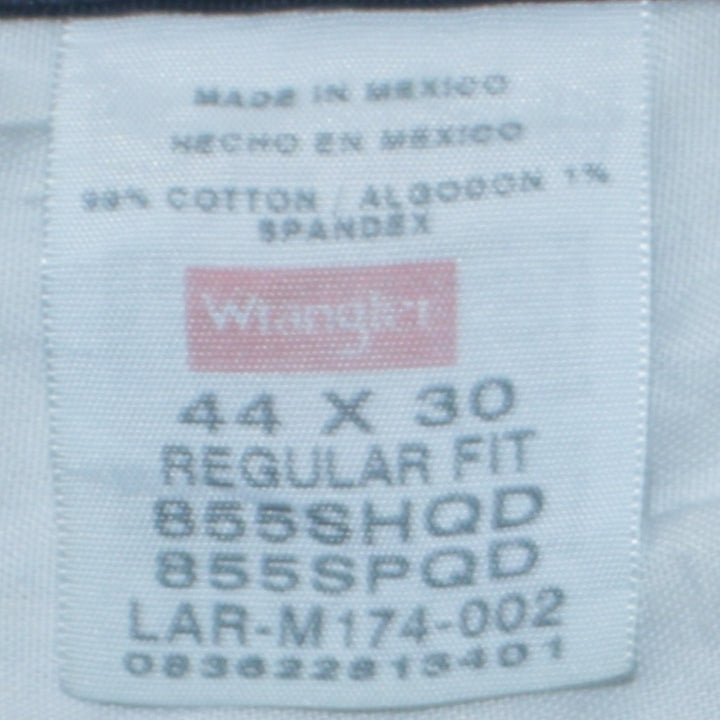 MADE IN MEXICO
HECHO EN MEXICO
99% COTTON / ALGODON 1%
SPANDEX
Wrangler
44 X 30
REGULAR FIT
855SHQD
855SPQD
LAR-M174-002
083622813401